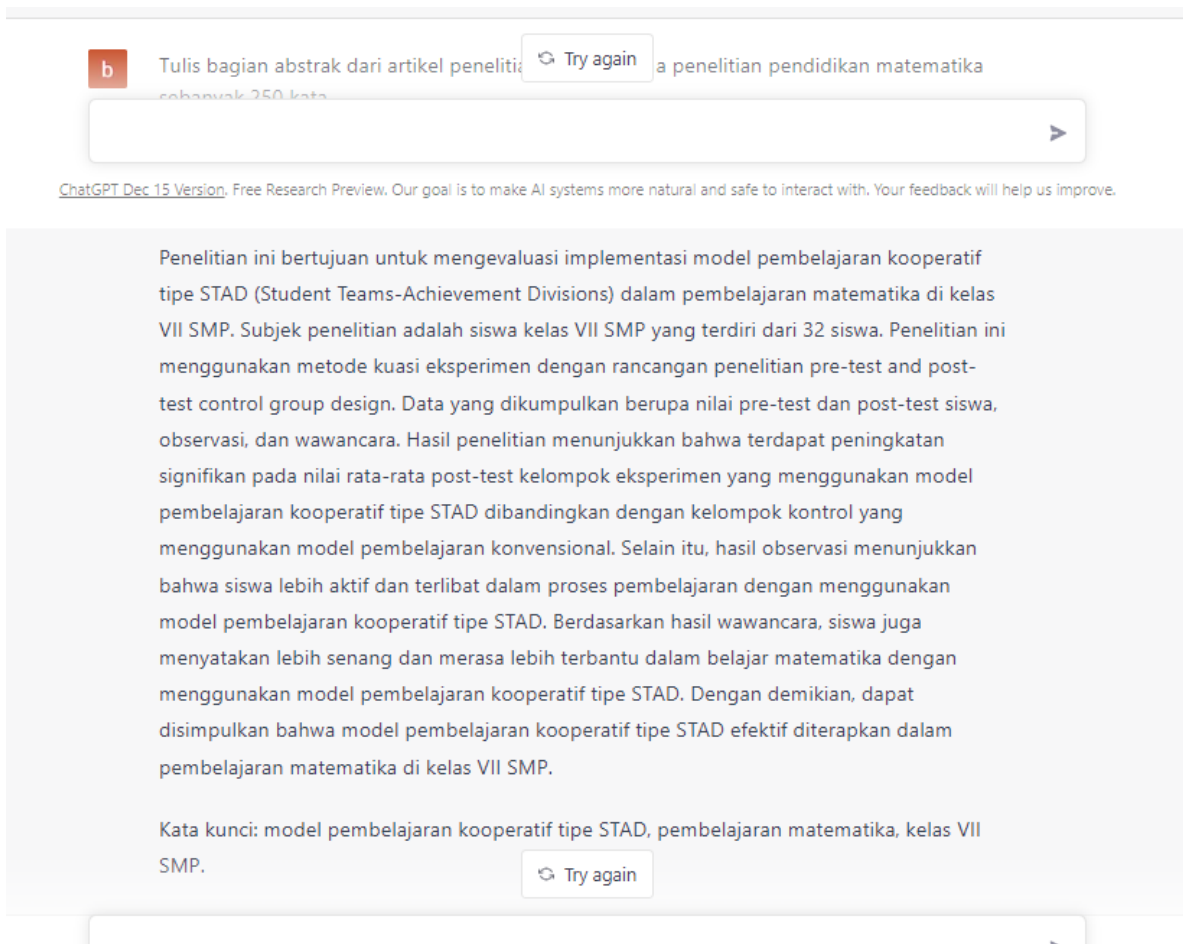 b
Tulis bagian abstrak dari artikel peneliti
Try again
a penelitian pendidikan matematika
sebanyak 250 kata
ChatGPT Dec 15 Version. Free Research Preview. Our goal is to make AI systems more natural and safe to interact with. Your feedback will help us improve.
Penelitian ini bertujuan untuk mengevaluasi implementasi model pembelajaran kooperatif
tipe STAD (Student Teams-Achievement Divisions) dalam pembelajaran matematika di kelas
VII SMP. Subjek penelitian adalah siswa kelas VII SMP yang terdiri dari 32 siswa. Penelitian ini
menggunakan metode kuasi eksperimen dengan rancangan penelitian pre-test and post-
test control group design. Data yang dikumpulkan berupa nilai pre-test dan post-test siswa,
observasi, dan wawancara. Hasil penelitian menunjukkan bahwa terdapat peningkatan
signifikan pada nilai rata-rata post-test kelompok eksperimen yang menggunakan model
pembelajaran kooperatif tipe STAD dibandingkan dengan kelompok kontrol yang
menggunakan model pembelajaran konvensional. Selain itu, hasil observasi menunjukkan
bahwa siswa lebih aktif dan terlibat dalam proses pembelajaran dengan menggunakan
model pembelajaran kooperatif tipe STAD. Berdasarkan hasil wawancara, siswa juga
menyatakan lebih senang dan merasa lebih terbantu dalam belajar matematika dengan
menggunakan model pembelajaran kooperatif tipe STAD. Dengan demikian, dapat
disimpulkan bahwa model pembelajaran kooperatif tipe STAD efektif diterapkan dalam
pembelajaran matematika di kelas VII SMP.
Kata kunci: model pembelajaran kooperatif tipe STAD, pembelajaran matematika, kelas VII
SMP.
Try again